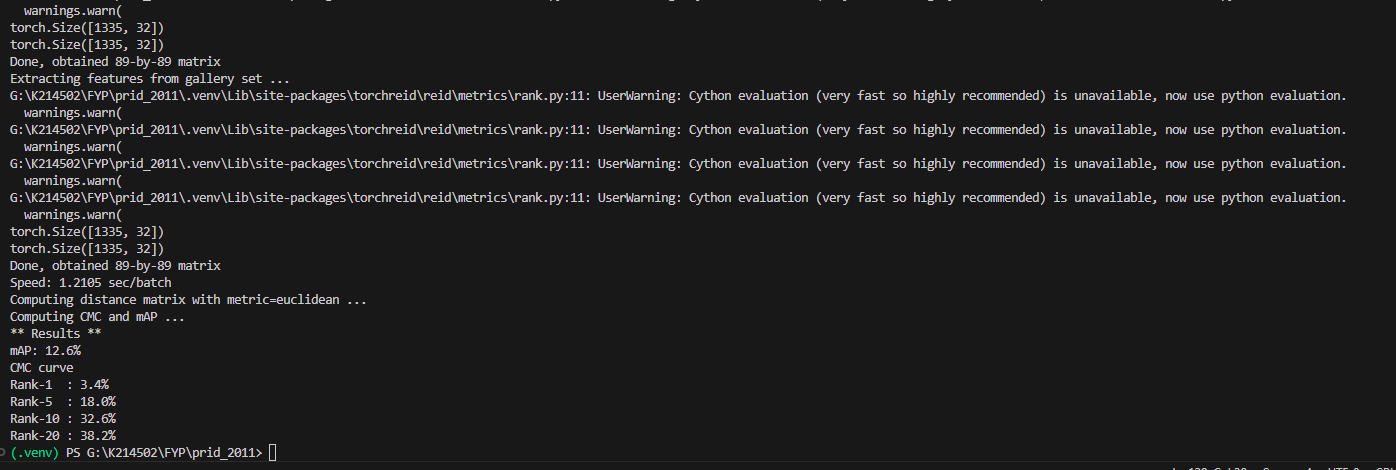 warnings.warn(
torch.Size([1335, 32])
torch.Size([1335, 32])
Done, obtained 89-by-89 matrix
Extracting features from gallery set ...
G:\K214502\FYP\prid_2011\.venv\Lib\site-packages\torchreid\reid\metrics\rank.py:11: UserWarning: Cython evaluation (very fast so highly recommended) is unavailable, now use python evaluation.
warnings.warn(
G:\K214502\FYP\prid_2011\.venv\Lib\site-packages\torchreid\reid\metrics\rank.py:11: UserWarning: Cython evaluation (very fast so highly recommended) is unavailable, now use python evaluation.
warnings.warn(
G:\K214502\FYP\prid_2011\.venv\Lib\site-packages\torchreid\reid\metrics\rank.py:11: UserWarning: Cython evaluation (very fast so highly recommended) is unavailable, now use python evaluation.
warnings.warn(
G:\K214502\FYP\prid_2011\.venv\Lib\site-packages\torchreid\reid\metrics\rank.py:11: UserWarning: Cython evaluation (very fast so highly recommended) is unavailable, now use python evaluation.
warnings.warn(
torch.Size([1335, 32])
torch.Size([1335, 32])
Done, obtained 89-by-89 matrix
Speed: 1.2105 sec/batch
Computing distance matrix with metric=euclidean ...
Computing CMC and mAP ...
** Results **
mAP: 12.6%
CMC curve
Rank-1  : 3.4%
Rank-5  : 18.0%
Rank-10 : 32.6%
Rank-20 : 38.2%
(.venv) PS G:\K214502\FYP\prid_2011>